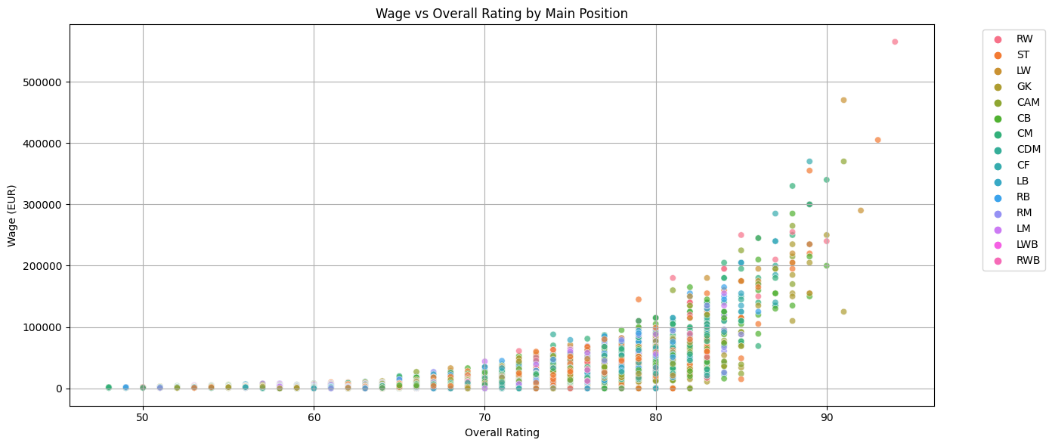 Wage vs Overall Rating by Main Position
Wage (EUR)
500000
400000
300000
200000
100000
0
50
60
70
80
90
Overall Rating
RW
ST
LW
GK
CAM
CB
CM
CDM
CF
LB
RB
RM
LM
LWB
RWB